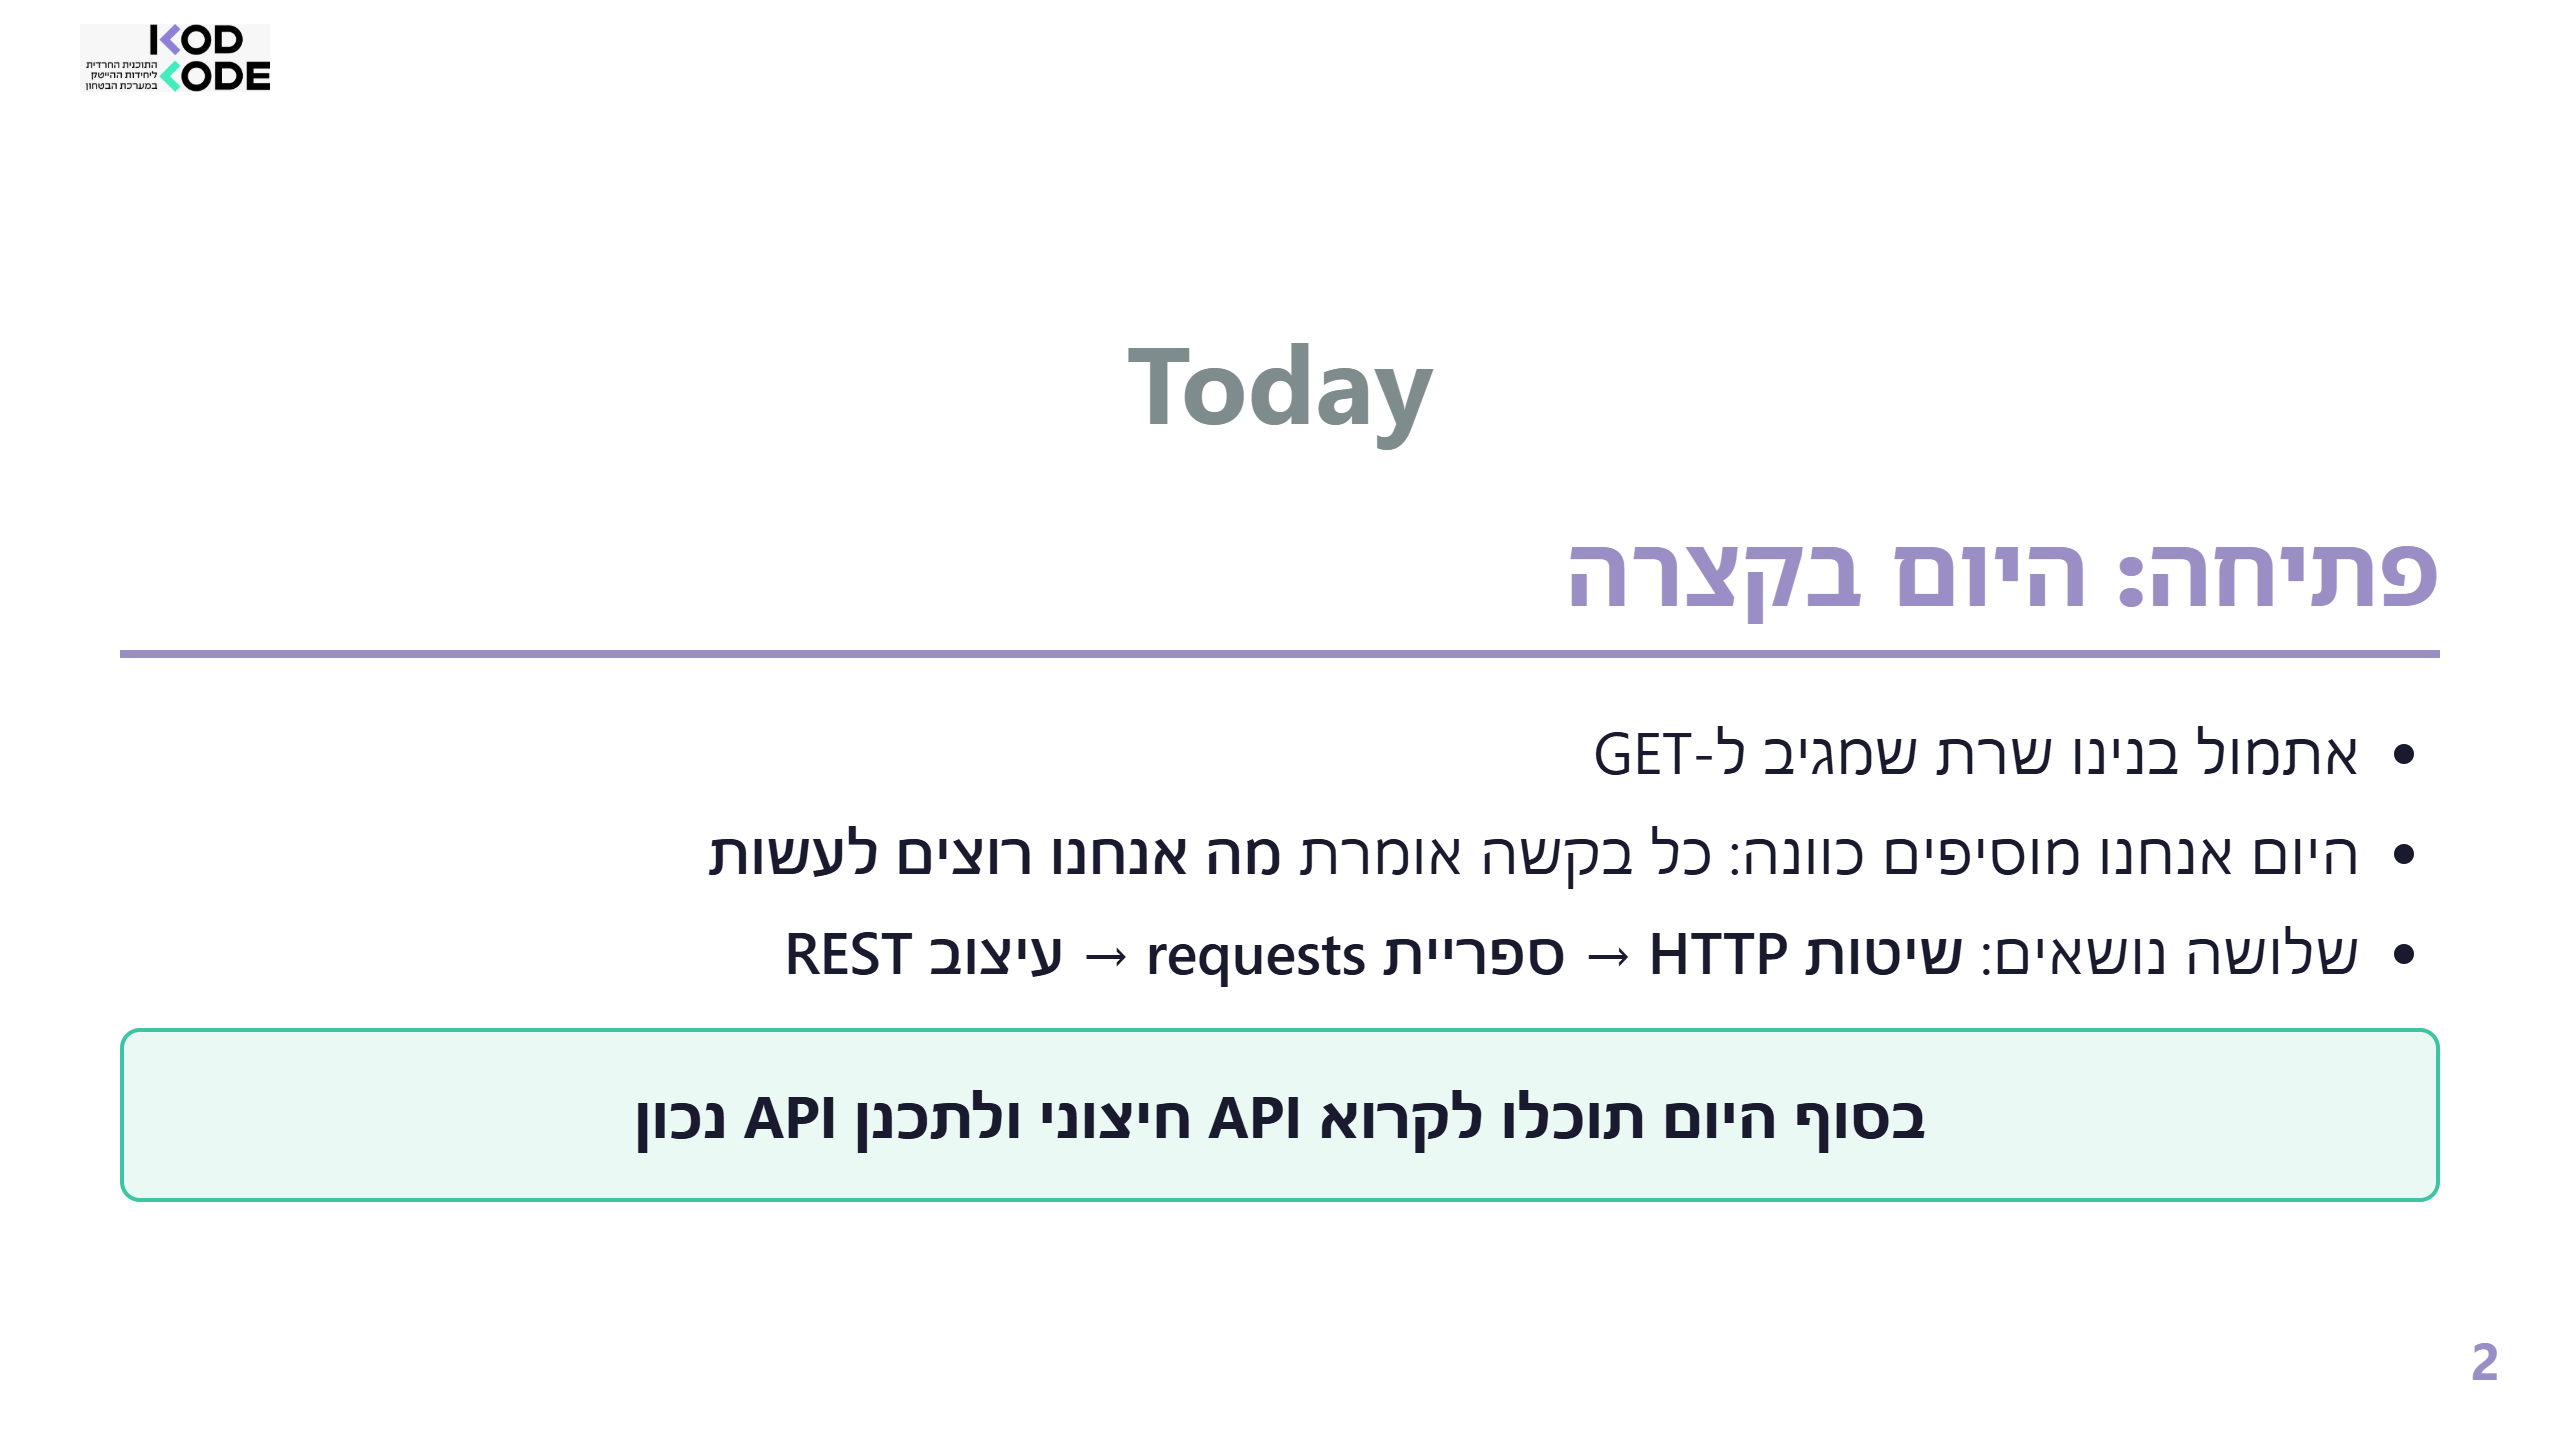 KOD
KODE
התוכנית החרדית
ליחידות ההייטק
במערכת הבטחון
Today
פתיחה: היום בקצרה
אתמול בנינו שרת שמגיב ל-GET
היום אנחנו מוסיפים כוונה: כל בקשה אומרת מה אנחנו רוצים לעשות
שלושה נושאים: שיטות HTTP → ספריית requests → עיצוב REST
בסוף היום תוכלו לקרוא API חיצוני ולתכנן API נכון
2